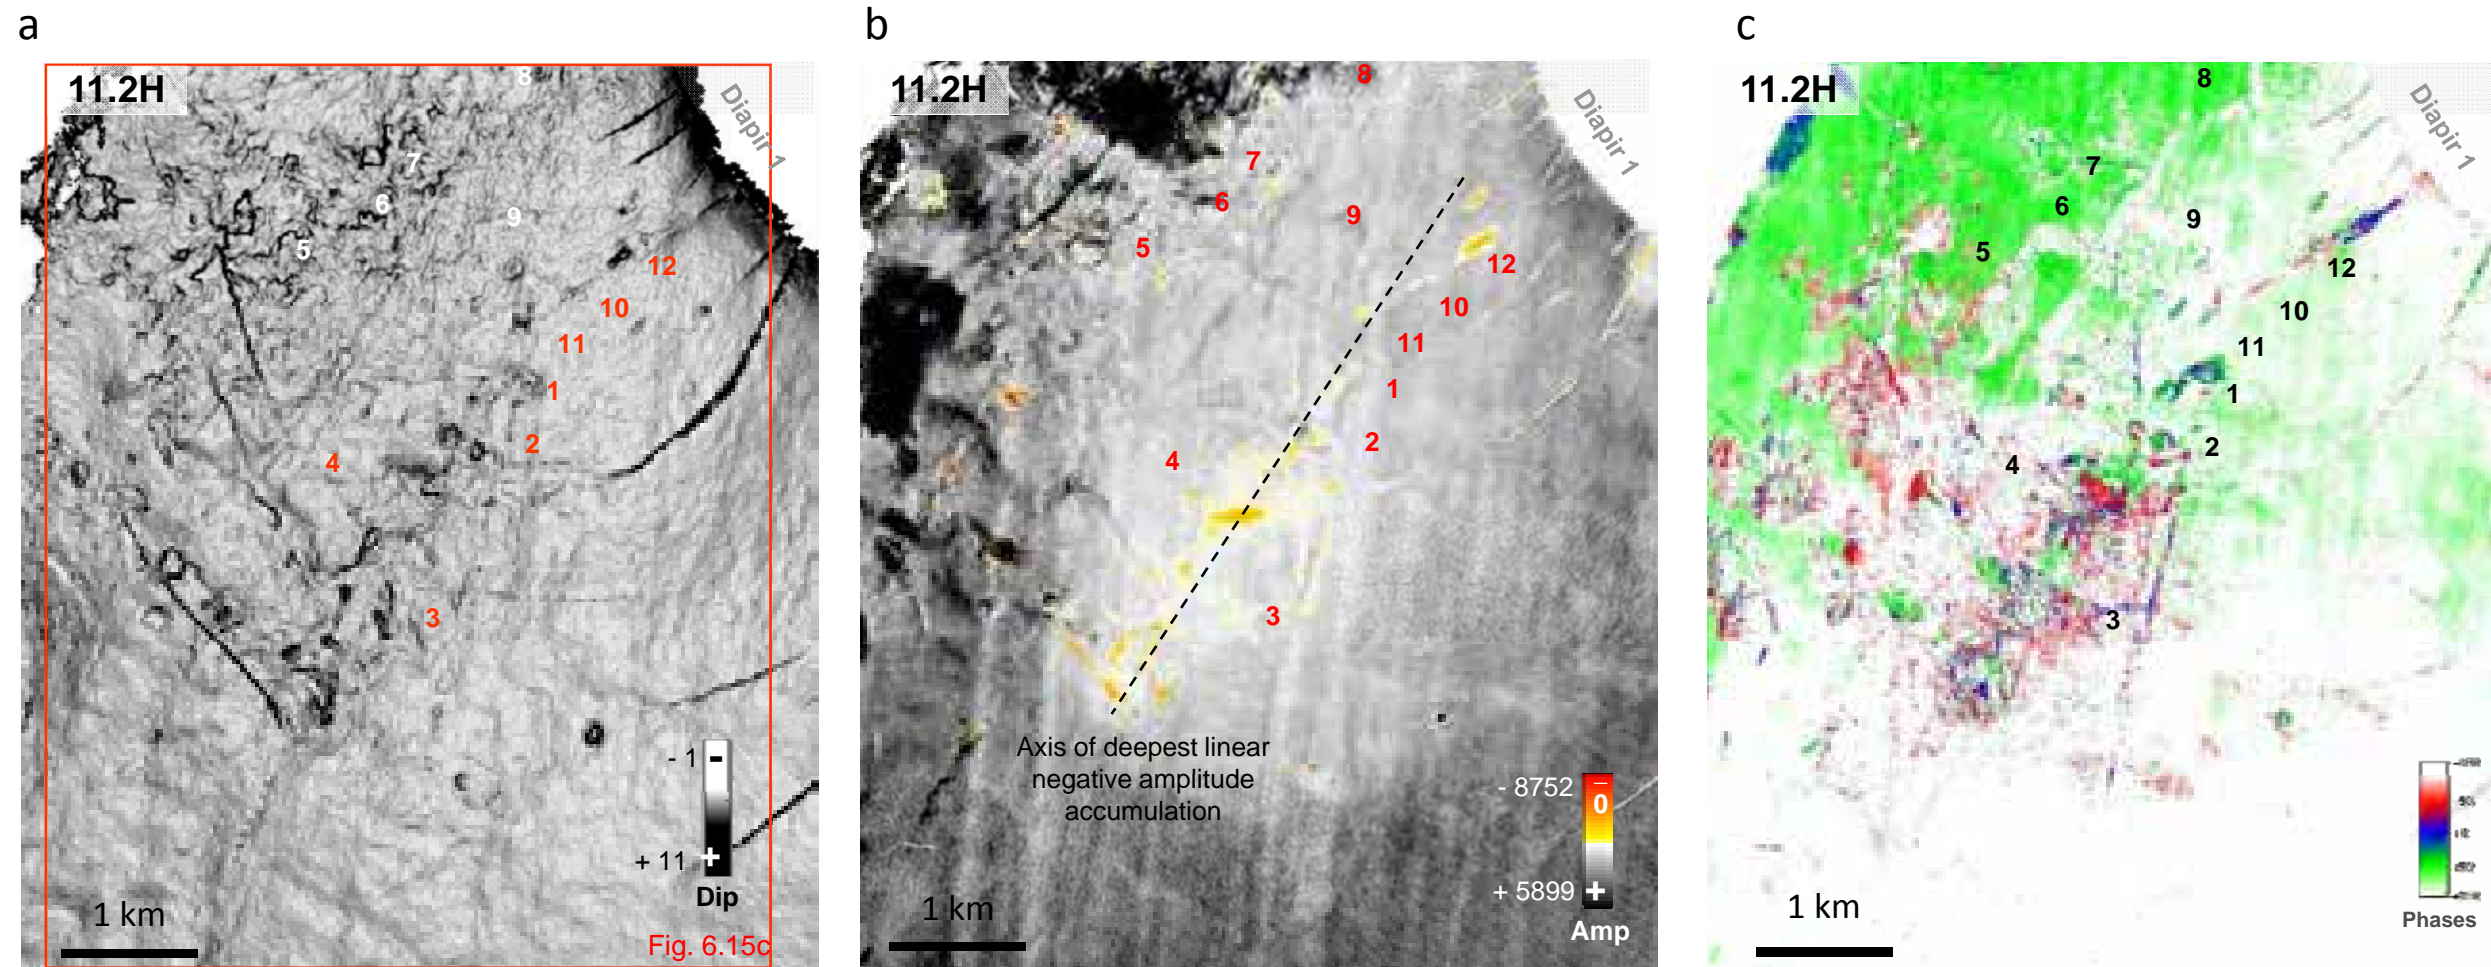 a
11.2H
8
Diapir 1
7
6
9
5
12
10
11
1
2
4
3
- 1
-
+ 11
+
Dip
1 km
Fig. 6.15c
b
11.2H
8
Diapir 1
7
6
9
5
12
10
11
1
2
4
3
Axis of deepest linear
negative amplitude
accumulation
- 8752
–
0
+ 5899
+
Amp
1 km
c
11.2H
8
Diapir 1
7
6
9
5
12
10
11
1
2
4
3
Phases
1 km